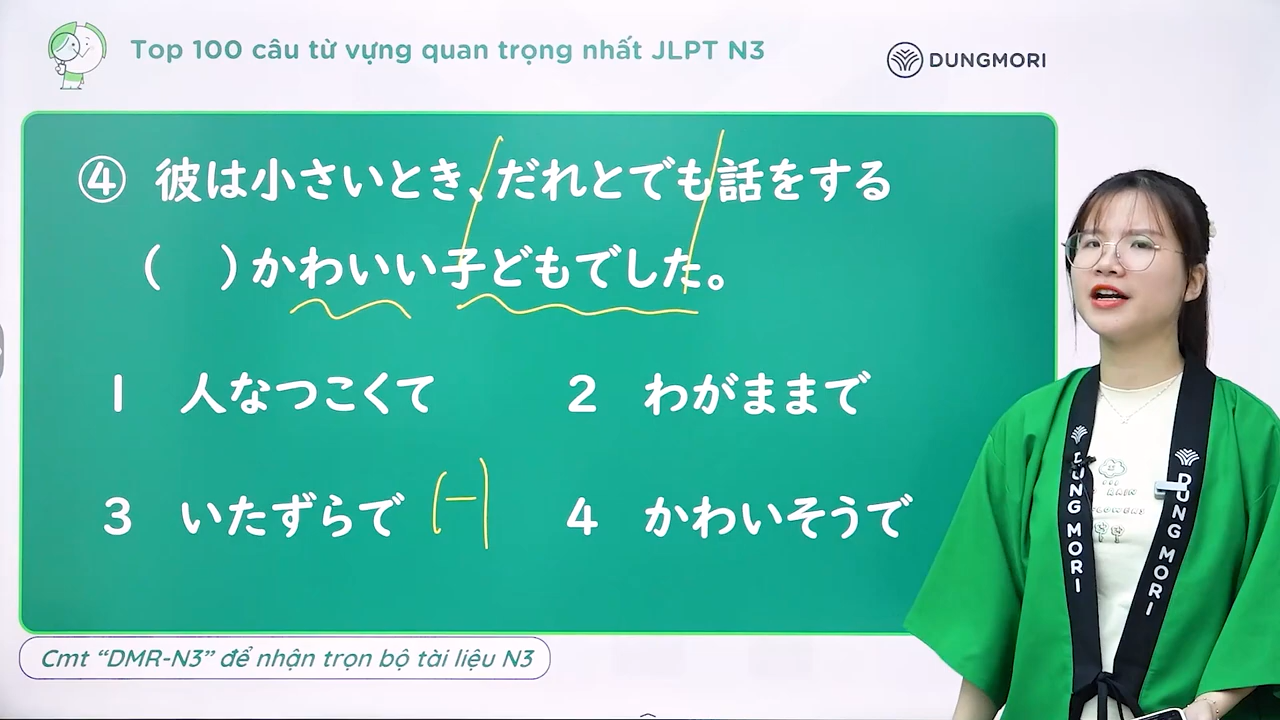 Top 100 câu từ vựng quan trọng nhất JLPT N3
DUNGMORI
④ 彼は小さいとき、だれとでも話をする
( )かわいい子どもでした。
1 人なつこくて
2 わがままで
3 いたずらで (-)
4 かわいそうで
Cmt “DMR-N3” để nhận trọn bộ tài liệu N3
DUNG MORI
DUNG MORI